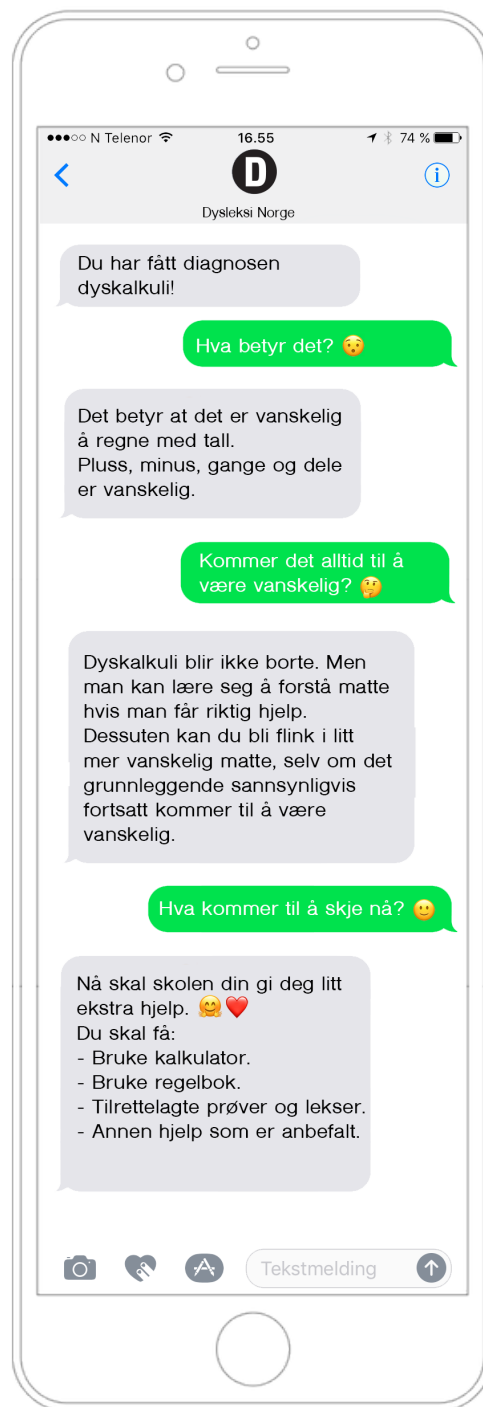 ●●●○○ N Telenor 16.55 74 %
D
Dysleksi Norge
Du har fått diagnosen
dyskalkuli!
Hva betyr det? 😯
Det betyr at det er vanskelig
å regne med tall.
Pluss, minus, gange og dele
er vanskelig.
Kommer det alltid til å
være vanskelig? 🤔
Dyskalkuli blir ikke borte. Men
man kan lære seg å forstå matte
hvis man får riktig hjelp.
Dessuten kan du bli flink i litt
mer vanskelig matte, selv om det
grunnleggende sannsynligvis
fortsatt kommer til å være
vanskelig.
Hva kommer til å skje nå? 🙂
Nå skal skolen din gi deg litt
ekstra hjelp. 🤗❤️
Du skal få:
- Bruke kalkulator.
- Bruke regelbok.
- Tilrettelagte prøver og lekser.
- Annen hjelp som er anbefalt.
Tekstmelding